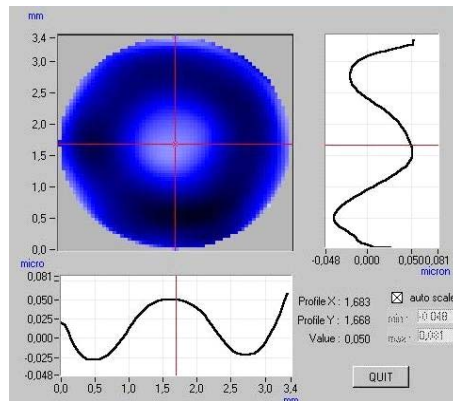 mm
3,4
3,0
2,5
2,0
1,5
1,0
0,5
0,0
-0,048 0,000 0,050 0,081
micron
micro
0,081
0,050
0,025
0,000
-0,025
-0,048
0,0 0,5 1,0 1,5 2,0 2,5 3,4
mm
Profile X : 1,683
Profile Y : 1,668
Value : 0,050
auto scale
min : -0.048
max : 0,081
QUIT